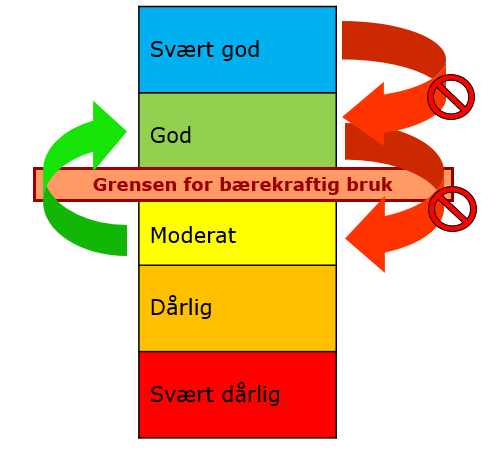 Svært god
God
Grensen for bærekraftig bruk
Moderat
Dårlig
Svært dårlig